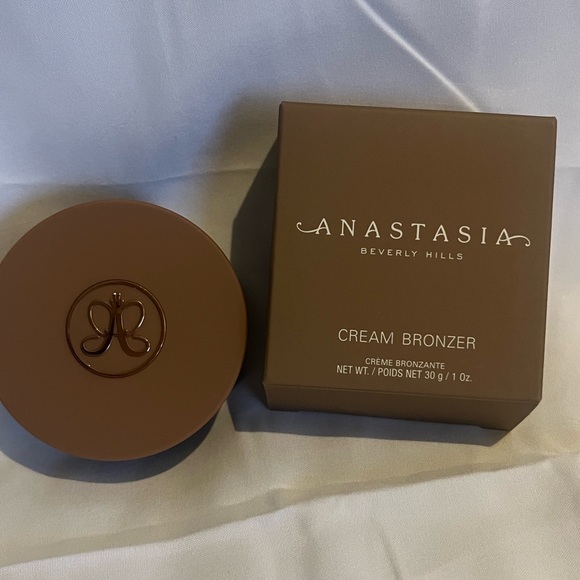 ANASTASIA
BEVERLY HILLS
CREAM BRONZER
CRÈME BRONZANTE
NET WT. / POIDS NET 30 g / 1 Oz.